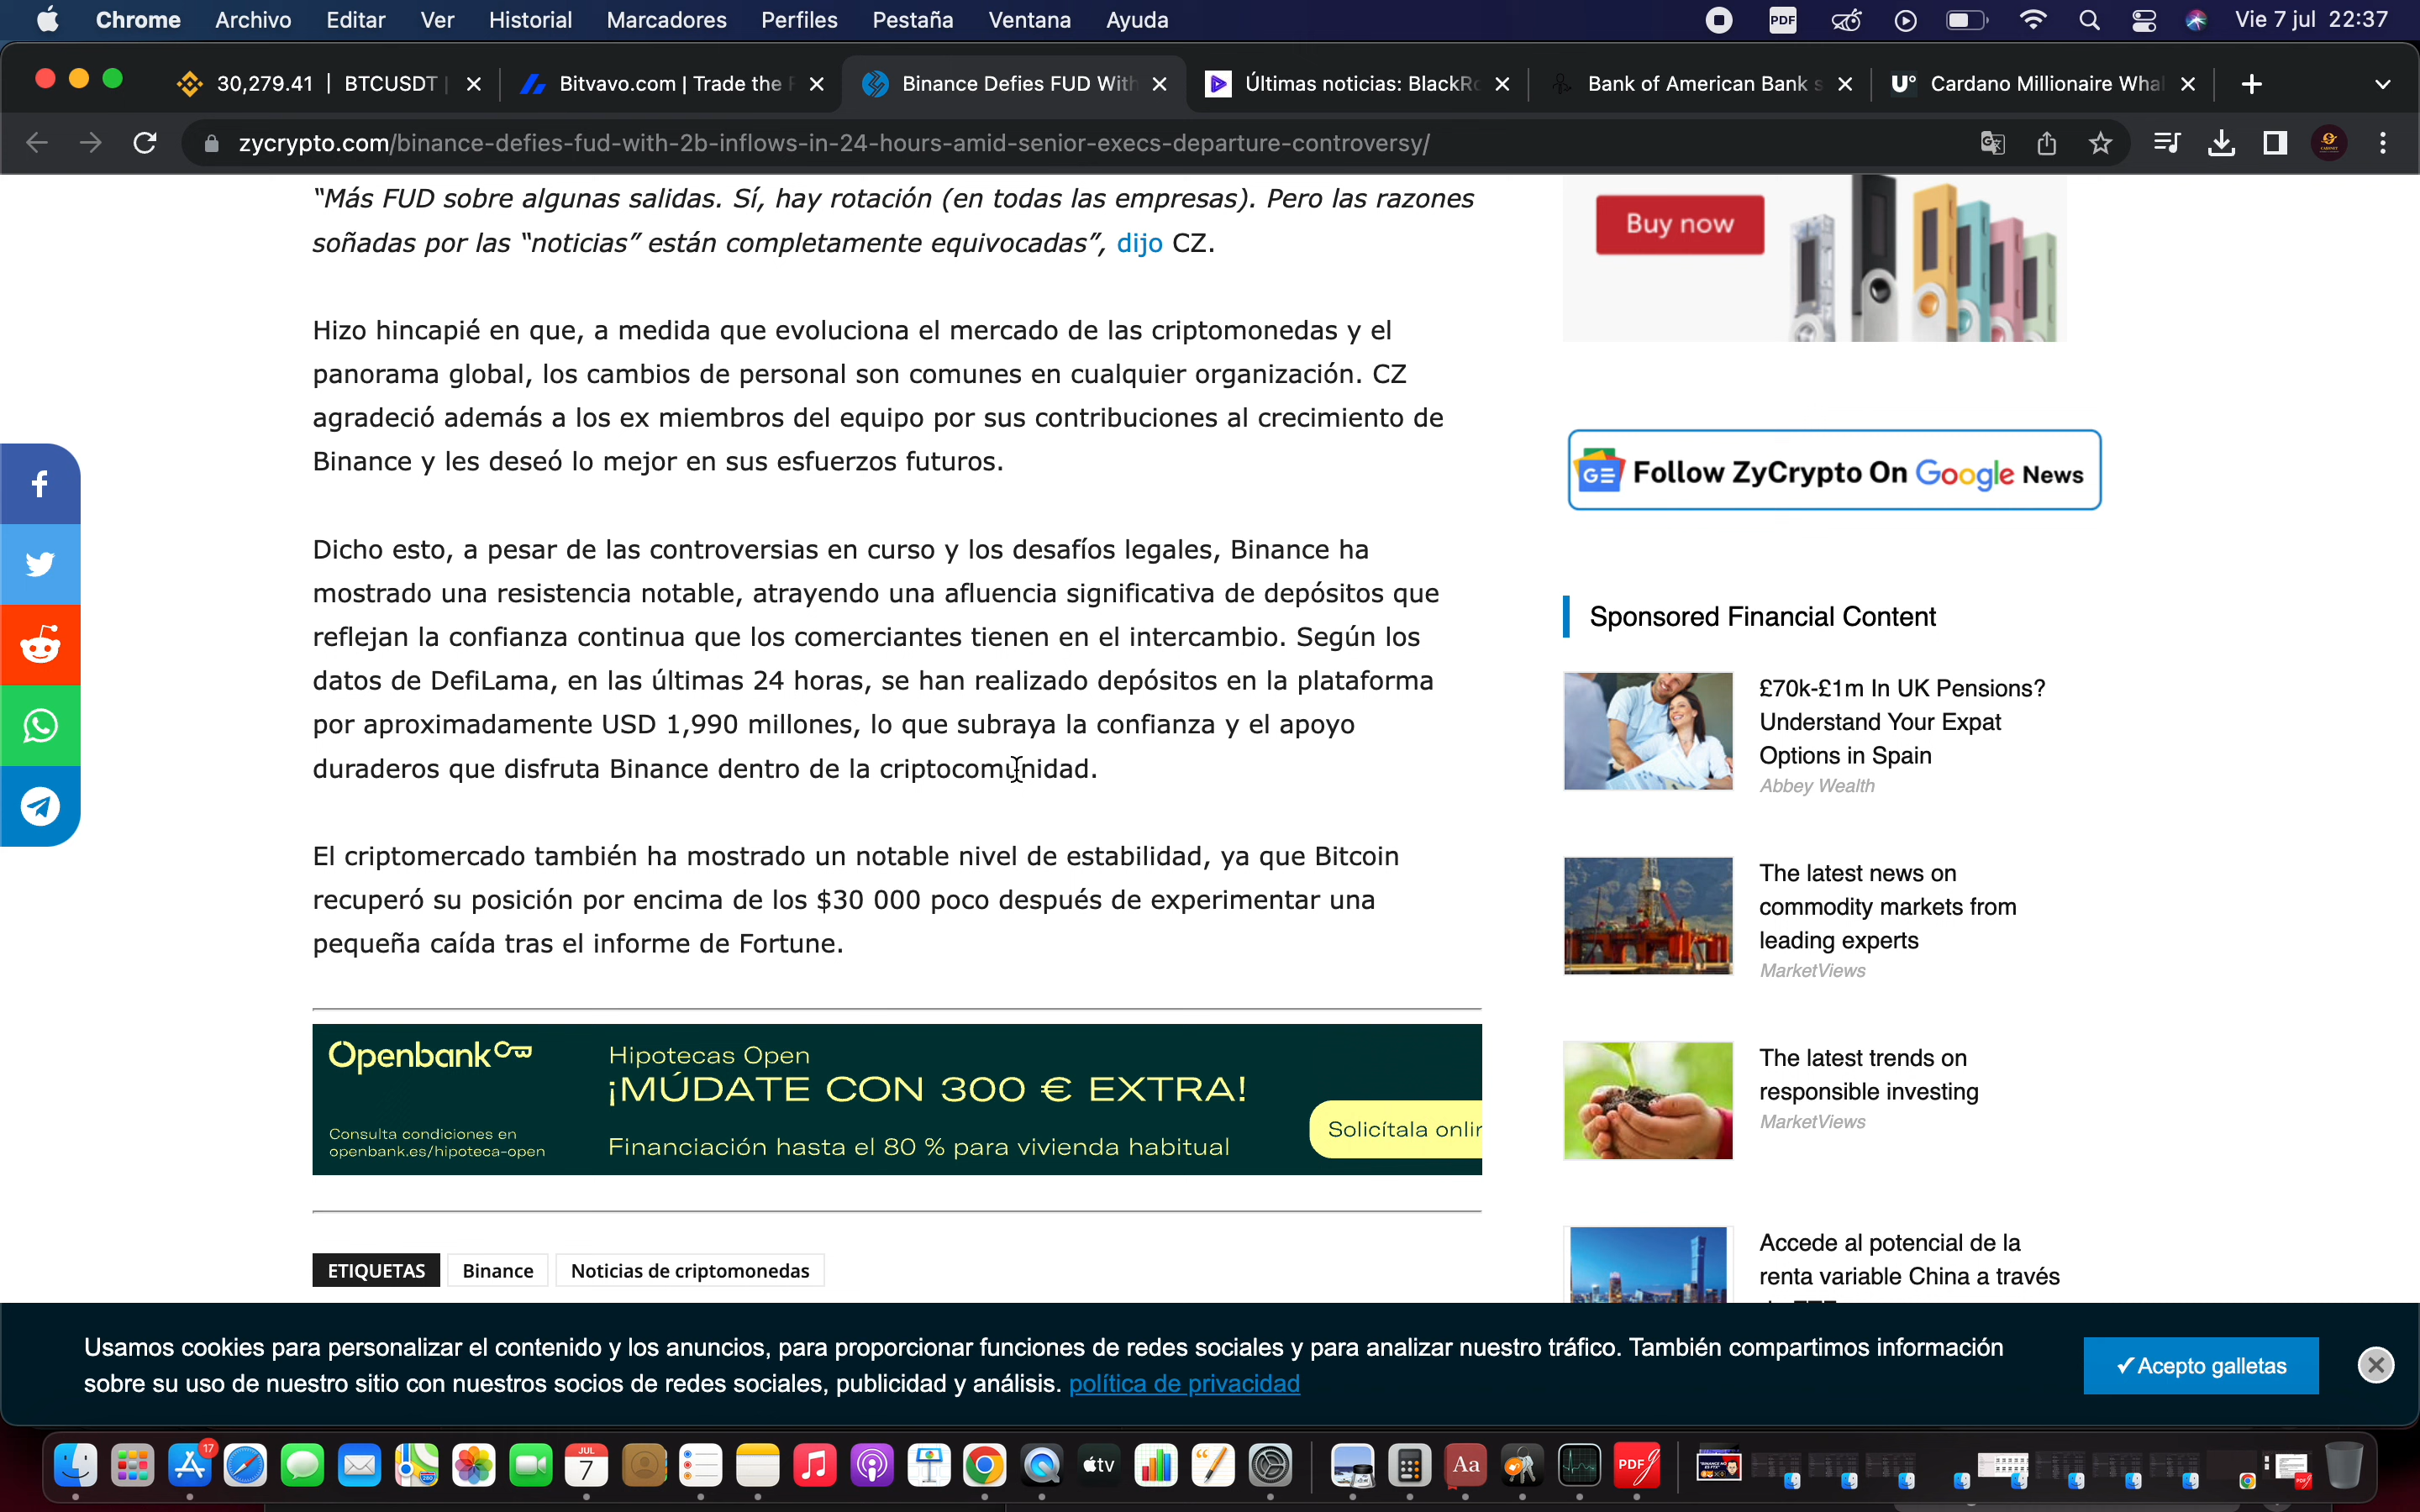 Chrome Archivo Editar Ver Historial Marcadores Perfiles Pestaña Ventana Ayuda PDF Vie 7 jul 22:37
30,279.41 | BTCUSDT | Bitvavo.com | Trade the Binance Defies FUD With Últimas noticias: BlackRo Bank of American Bank s U° Cardano Millionaire Whal
zycrypto.com/binance-defies-fud-with-2b-inflows-in-24-hours-amid-senior-execs-departure-controversy/
“Más FUD sobre algunas salidas. Sí, hay rotación (en todas las empresas). Pero las razones
soñadas por las “noticias” están completamente equivocadas”, dijo CZ.
Hizo hincapié en que, a medida que evoluciona el mercado de las criptomonedas y el
panorama global, los cambios de personal son comunes en cualquier organización. CZ
agradeció además a los ex miembros del equipo por sus contribuciones al crecimiento de
Binance y les deseó lo mejor en sus esfuerzos futuros.
Dicho esto, a pesar de las controversias en curso y los desafíos legales, Binance ha
mostrado una resistencia notable, atrayendo una afluencia significativa de depósitos que
reflejan la confianza continua que los comerciantes tienen en el intercambio. Según los
datos de DefiLama, en las últimas 24 horas, se han realizado depósitos en la plataforma
por aproximadamente USD 1,990 millones, lo que subraya la confianza y el apoyo
duraderos que disfruta Binance dentro de la criptocomunidad.
El criptomercado también ha mostrado un notable nivel de estabilidad, ya que Bitcoin
recuperó su posición por encima de los $30 000 poco después de experimentar una
pequeña caída tras el informe de Fortune.
Openbank
Consulta condiciones en
openbank.es/hipoteca-open
Hipotecas Open
¡MÚDATE CON 300 € EXTRA!
Financiación hasta el 80 % para vivienda habitual
Solicítala onlin
ETIQUETAS Binance Noticias de criptomonedas
Buy now
GE Follow ZyCrypto On Google News
Sponsored Financial Content
£70k-£1m In UK Pensions?
Understand Your Expat
Options in Spain
Abbey Wealth
The latest news on
commodity markets from
leading experts
MarketViews
The latest trends on
responsible investing
MarketViews
Accede al potencial de la
renta variable China a través
Usamos cookies para personalizar el contenido y los anuncios, para proporcionar funciones de redes sociales y para analizar nuestro tráfico. También compartimos información
sobre su uso de nuestro sitio con nuestros socios de redes sociales, publicidad y análisis. política de privacidad
✓Acepto galletas
17
JUL
7
tv
Aa
PDF